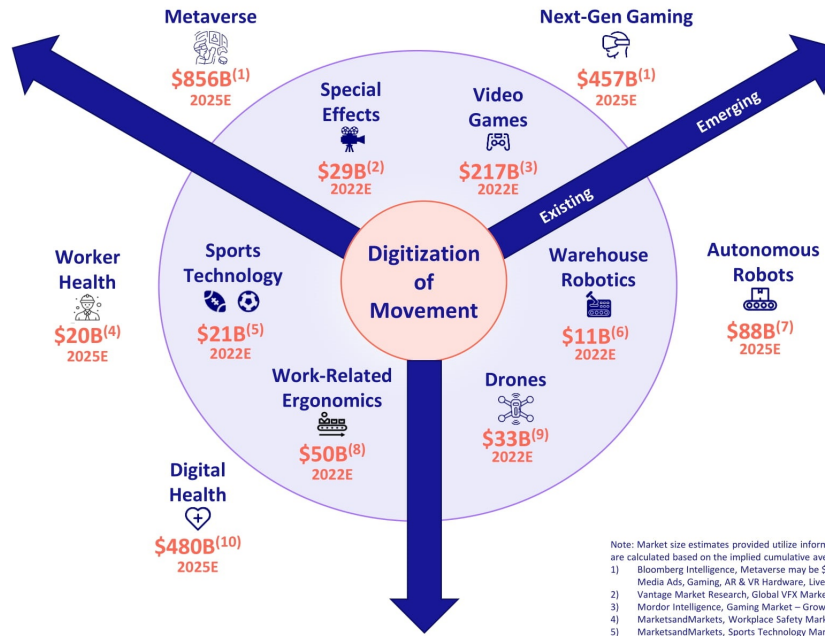 Metaverse
$856B(1)
2025E
Next-Gen Gaming
$457B(1)
2025E
Special
Effects
$29B(2)
2022E
Video
Games
$217B(3)
2022E
Emerging
Existing
Digitization
of
Movement
Worker
Health
$20B(4)
2025E
Sports
Technology
$21B(5)
2022E
Warehouse
Robotics
$11B(6)
2022E
Autonomous
Robots
$88B(7)
2025E
Work-Related
Ergonomics
$50B(8)
2022E
Drones
$33B(9)
2022E
Digital
Health
$480B(10)
2025E
Note: Market size estimates provided utilize inform
are calculated based on the implied cumulative ave
1) Bloomberg Intelligence, Metaverse may be $
Media Ads, Gaming, AR & VR Hardware, Live
2) Vantage Market Research, Global VFX Marke
3) Mordor Intelligence, Gaming Market – Grow
4) MarketsandMarkets, Workplace Safety Mark
5) MarketsandMarkets, Sports Technology Mar